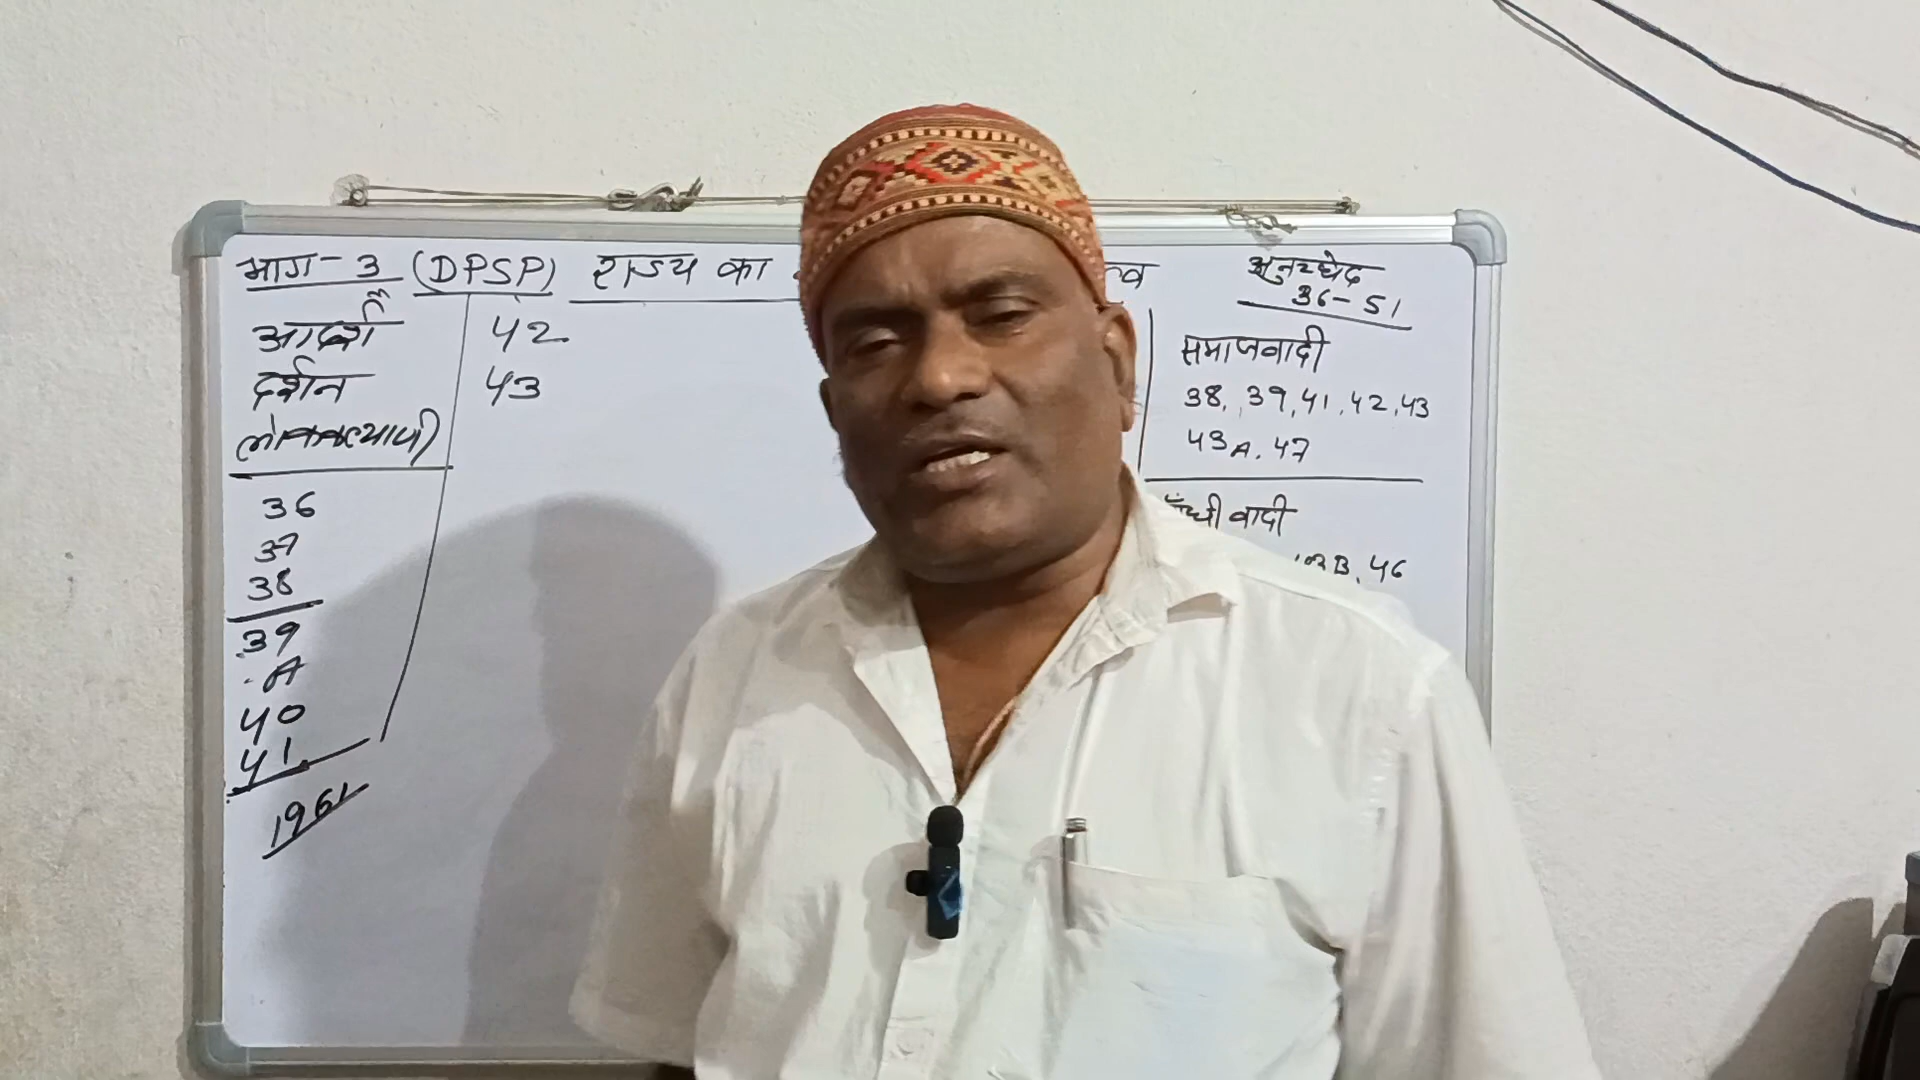 भाग-3 (DPSP) राज्य का
त्व
अनुच्छेद
36-51
आदर्श
दर्शन
लोककल्याणी
36
37
38
39
A
40
41
1961
42
43
समाजवादी
38, 39, 41, 42, 43
43A, 47
वादी
B, 46